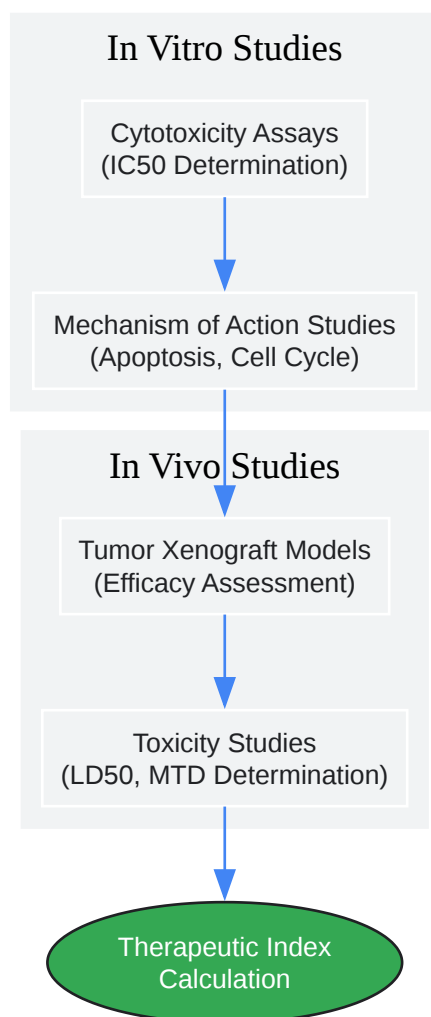 In Vitro Studies
Cytotoxicity Assays
(IC50 Determination)
Mechanism of Action Studies
(Apoptosis, Cell Cycle)
In Vivo Studies
Tumor Xenograft Models
(Efficacy Assessment)
Toxicity Studies
(LD50, MTD Determination)
Therapeutic Index
Calculation